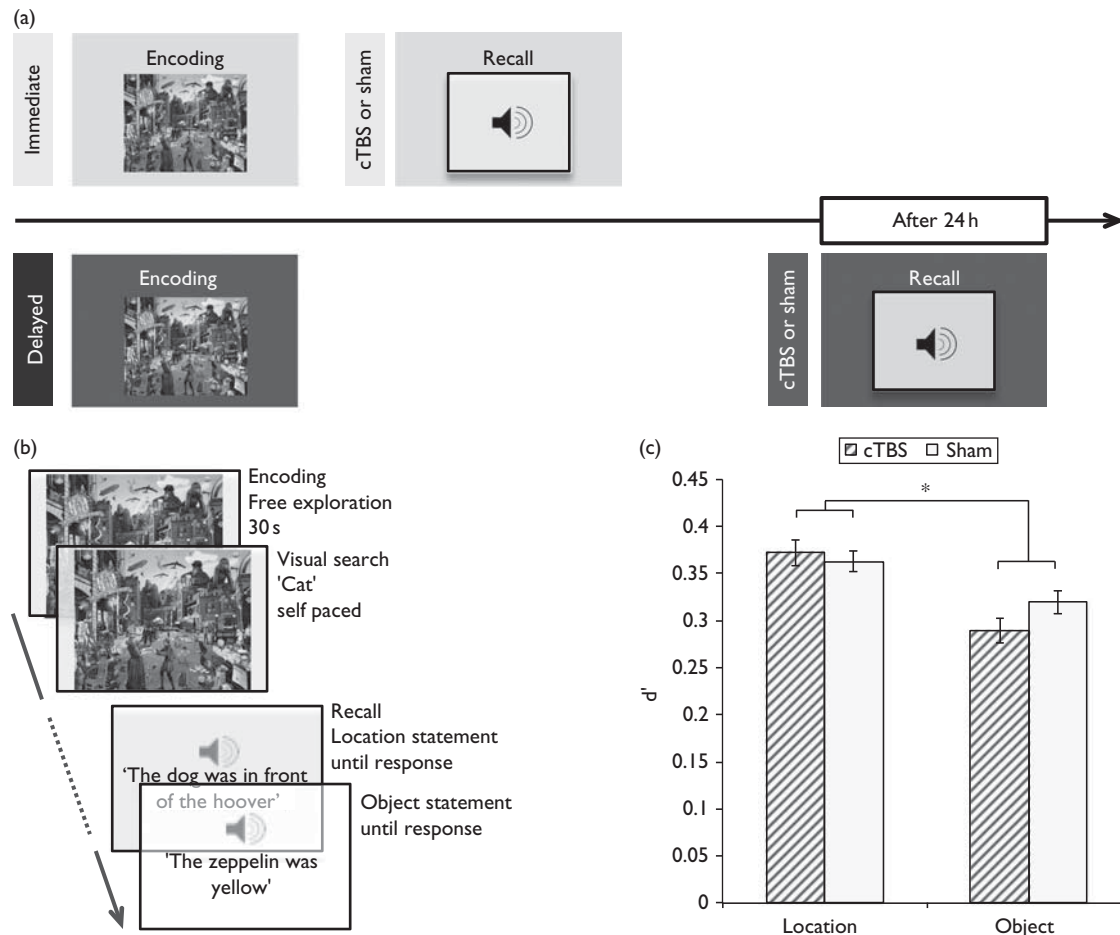 (a)
Immediate
Encoding
cTBS or sham
Recall
After 24 h
Delayed
Encoding
cTBS or sham
Recall
(b)
Encoding
Free exploration
30 s
Visual search
'Cat'
self paced
Recall
Location statement
until response
‘The dog was in front
of the hoover’
Object statement
until response
'The zeppelin was
yellow'
(c)
cTBS
Sham
*
0.45
0.4
0.35
0.3
0.25
0.2
0.15
0.1
0.05
0
d'
Location
Object